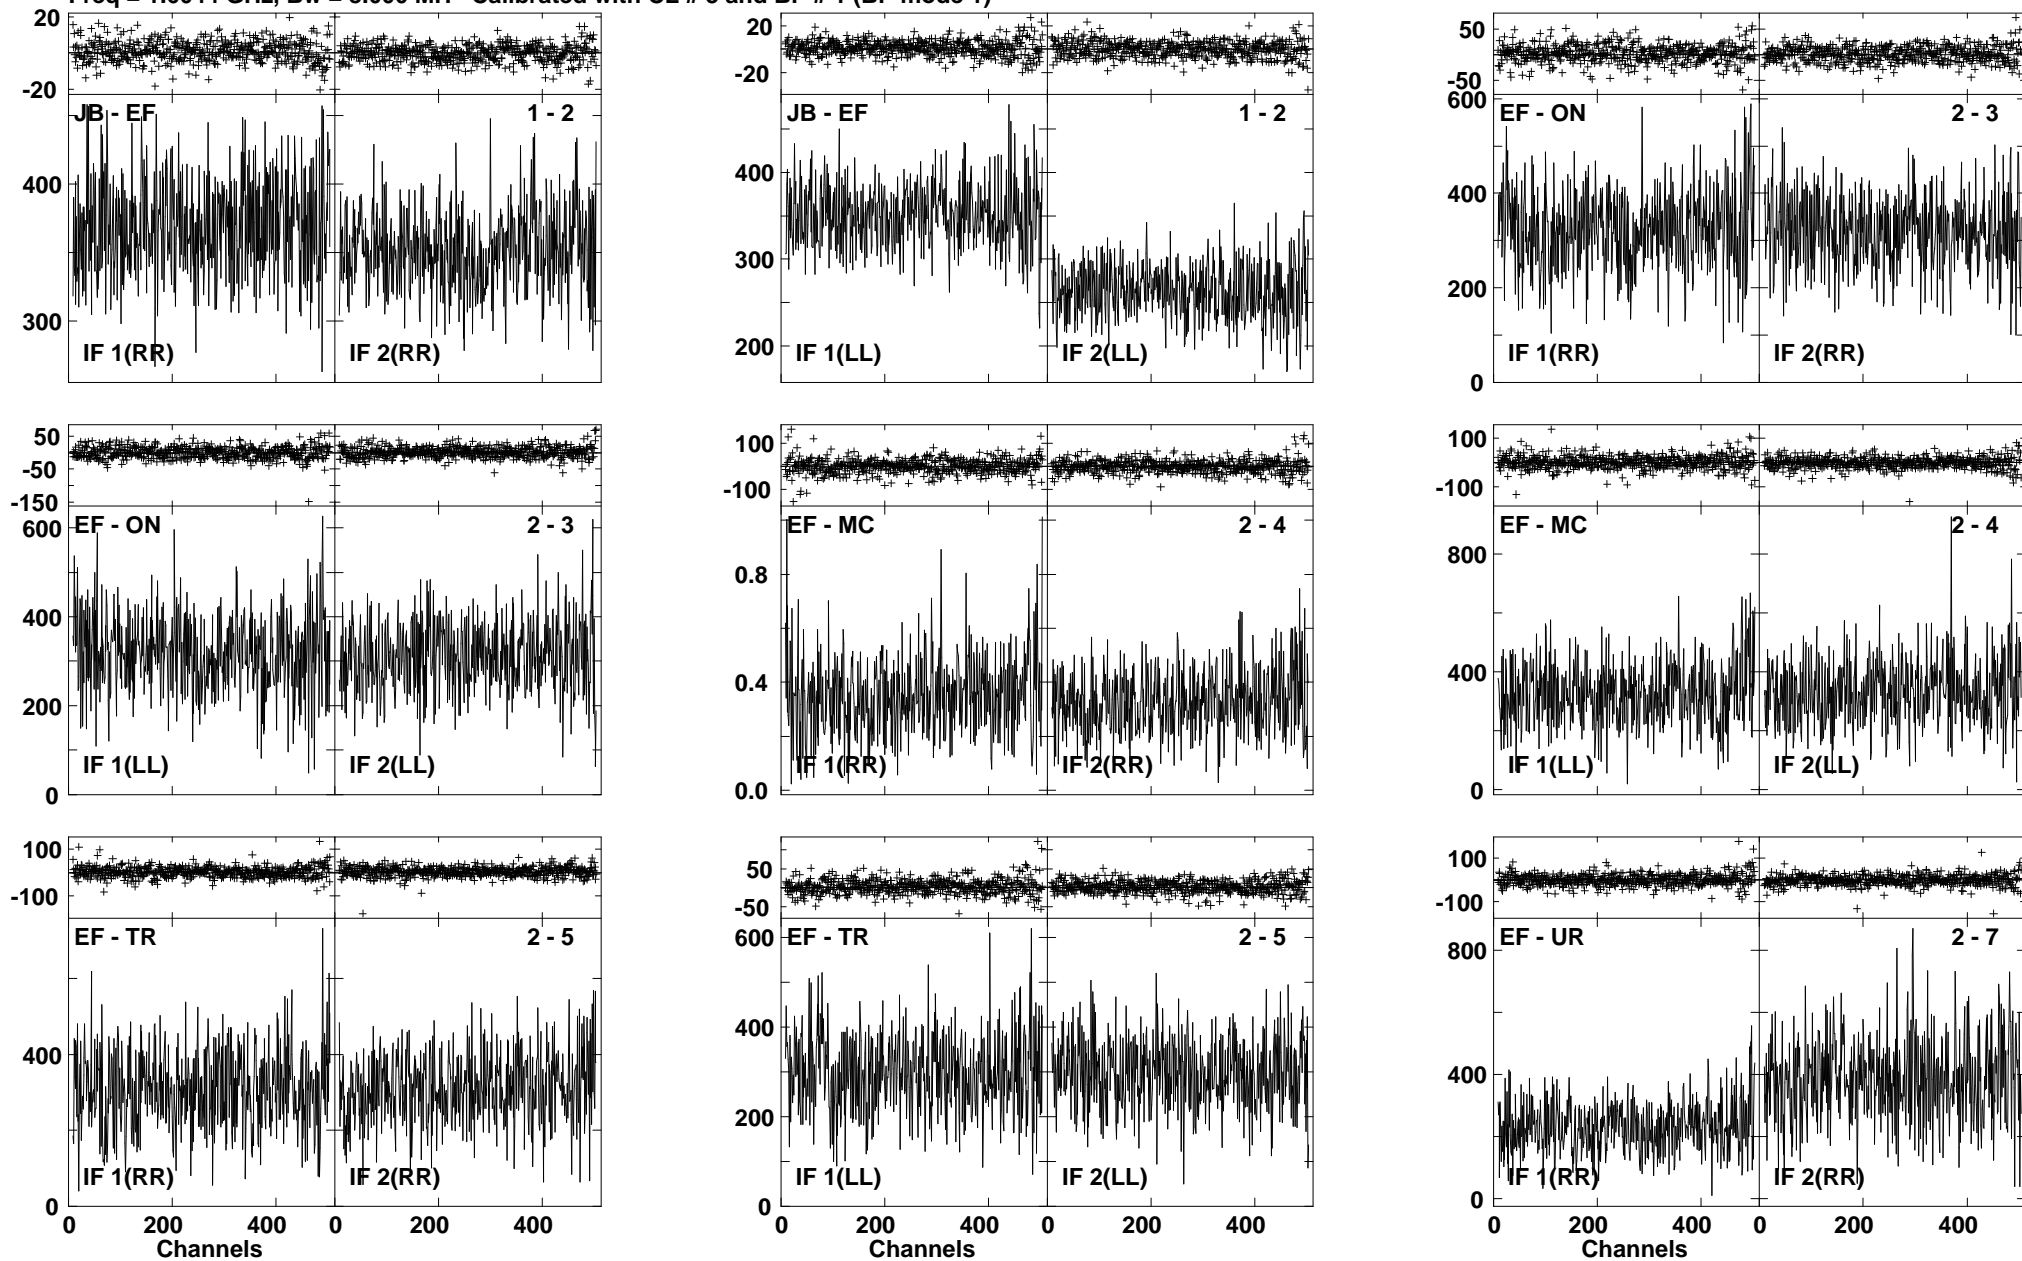 20
-20
JB - EF
1 - 2
400
300
IF 1(RR)
IF 2(RR)
20
-20
JB - EF
1 - 2
400
300
200
IF 1(LL)
IF 2(LL)
50
-50
600
EF - ON
2 - 3
400
200
0
IF 1(RR)
IF 2(RR)
50
-50
-150
600
EF - ON
2 - 3
400
200
0
IF 1(LL)
IF 2(LL)
100
-100
EF - MC
2 - 4
0.8
0.4
0.0
IF 1(RR)
IF 2(RR)
100
-100
EF - MC
2 - 4
800
400
0
IF 1(LL)
IF 2(LL)
100
-100
EF - TR
2 - 5
400
0
IF 1(RR)
IF 2(RR)
0 200 400 0 200 400
Channels
50
-50
600
EF - TR
2 - 5
400
200
0
IF 1(LL)
IF 2(LL)
0 200 400 0 200 400
Channels
100
-100
EF - UR
2 - 7
800
400
0
IF 1(RR)
IF 2(RR)
0 200 400 0 200 400
Channels